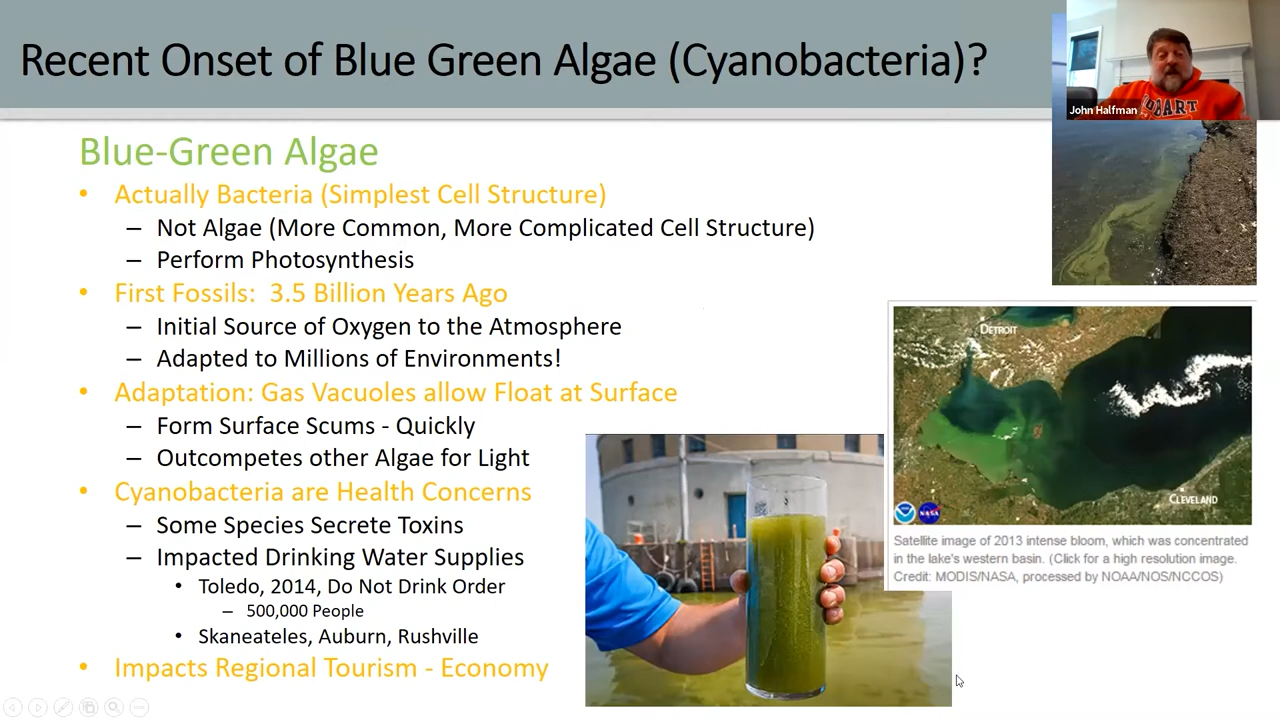 Recent Onset of Blue Green Algae (Cyanobacteria)?
HOBART
John Halfman
Blue-Green Algae
• Actually Bacteria (Simplest Cell Structure)
– Not Algae (More Common, More Complicated Cell Structure)
– Perform Photosynthesis
• First Fossils: 3.5 Billion Years Ago
– Initial Source of Oxygen to the Atmosphere
– Adapted to Millions of Environments!
• Adaptation: Gas Vacuoles allow Float at Surface
– Form Surface Scums - Quickly
– Outcompetes other Algae for Light
• Cyanobacteria are Health Concerns
– Some Species Secrete Toxins
– Impacted Drinking Water Supplies
• Toledo, 2014, Do Not Drink Order
– 500,000 People
• Skaneateles, Auburn, Rushville
• Impacts Regional Tourism - Economy
DETROIT
CLEVELAND
NASA
Satellite image of 2013 intense bloom, which was concentrated
in the lake's western basin. (Click for a high resolution image.
Credit: MODIS/NASA, processed by NOAA/NOS/NCCOS)